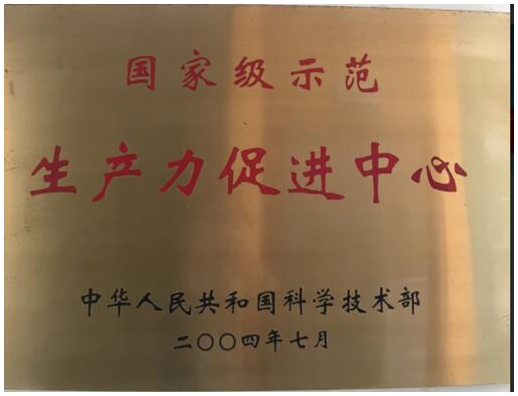 国家级示范
生产力促进中心
中华人民共和国科学技术部
二〇〇四年七月